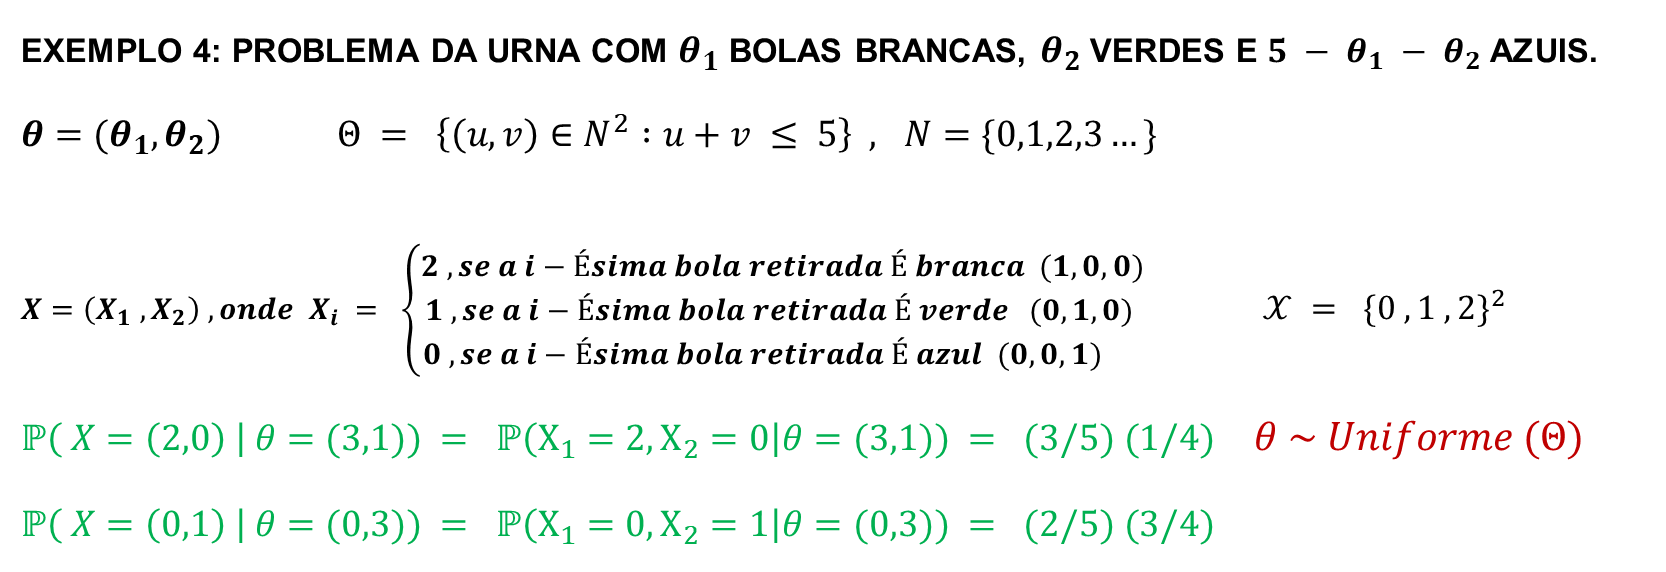 EXEMPLO 4: PROBLEMA DA URNA COM θ₁ BOLAS BRANCAS, θ₂ VERDES E 5 − θ₁ − θ₂ AZUIS.
θ = (θ₁, θ₂) Θ = {(u, v) ∈ N² : u + v ≤ 5} , N = {0,1,2,3 … }
X = (X₁ , X₂) , onde Xᵢ = { 2 , se a i − Ésima bola retirada É branca (1, 0, 0)
1 , se a i − Ésima bola retirada É verde (0, 1, 0)
0 , se a i − Ésima bola retirada É azul (0, 0, 1)
𝒳 = {0 , 1 , 2}²
ℙ( X = (2,0) | θ = (3,1)) = ℙ(X₁ = 2, X₂ = 0|θ = (3,1)) = (3/5) (1/4) θ ~ Uniforme (Θ)
ℙ( X = (0,1) | θ = (0,3)) = ℙ(X₁ = 0, X₂ = 1|θ = (0,3)) = (2/5) (3/4)